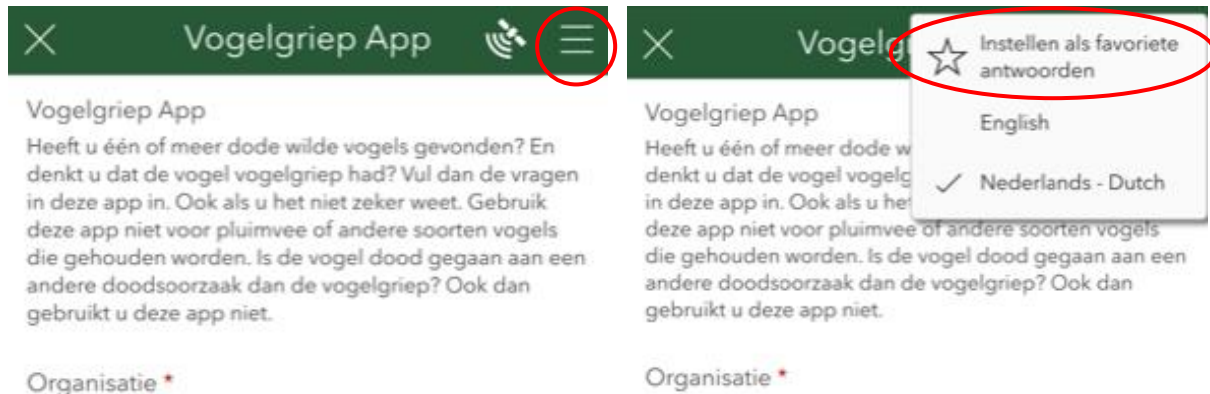 Vogelgriep App
Vogelgriep App
Heeft u één of meer dode wilde vogels gevonden? En
denkt u dat de vogel vogelgriep had? Vul dan de vragen
in deze app in. Ook als u het niet zeker weet. Gebruik
deze app niet voor pluimvee of andere soorten vogels
die gehouden worden. Is de vogel dood gegaan aan een
andere doodsoorzaak dan de vogelgriep? Ook dan
gebruikt u deze app niet.
Organisatie *
Vogelg
Instellen als favoriete
antwoorden
English
Nederlands - Dutch
Vogelgriep App
Heeft u één of meer dode w
denkt u dat de vogel vogelg
in deze app in. Ook als u het
deze app niet voor pluimvee of andere soorten vogels
die gehouden worden. Is de vogel dood gegaan aan een
andere doodsoorzaak dan de vogelgriep? Ook dan
gebruikt u deze app niet.
Organisatie *